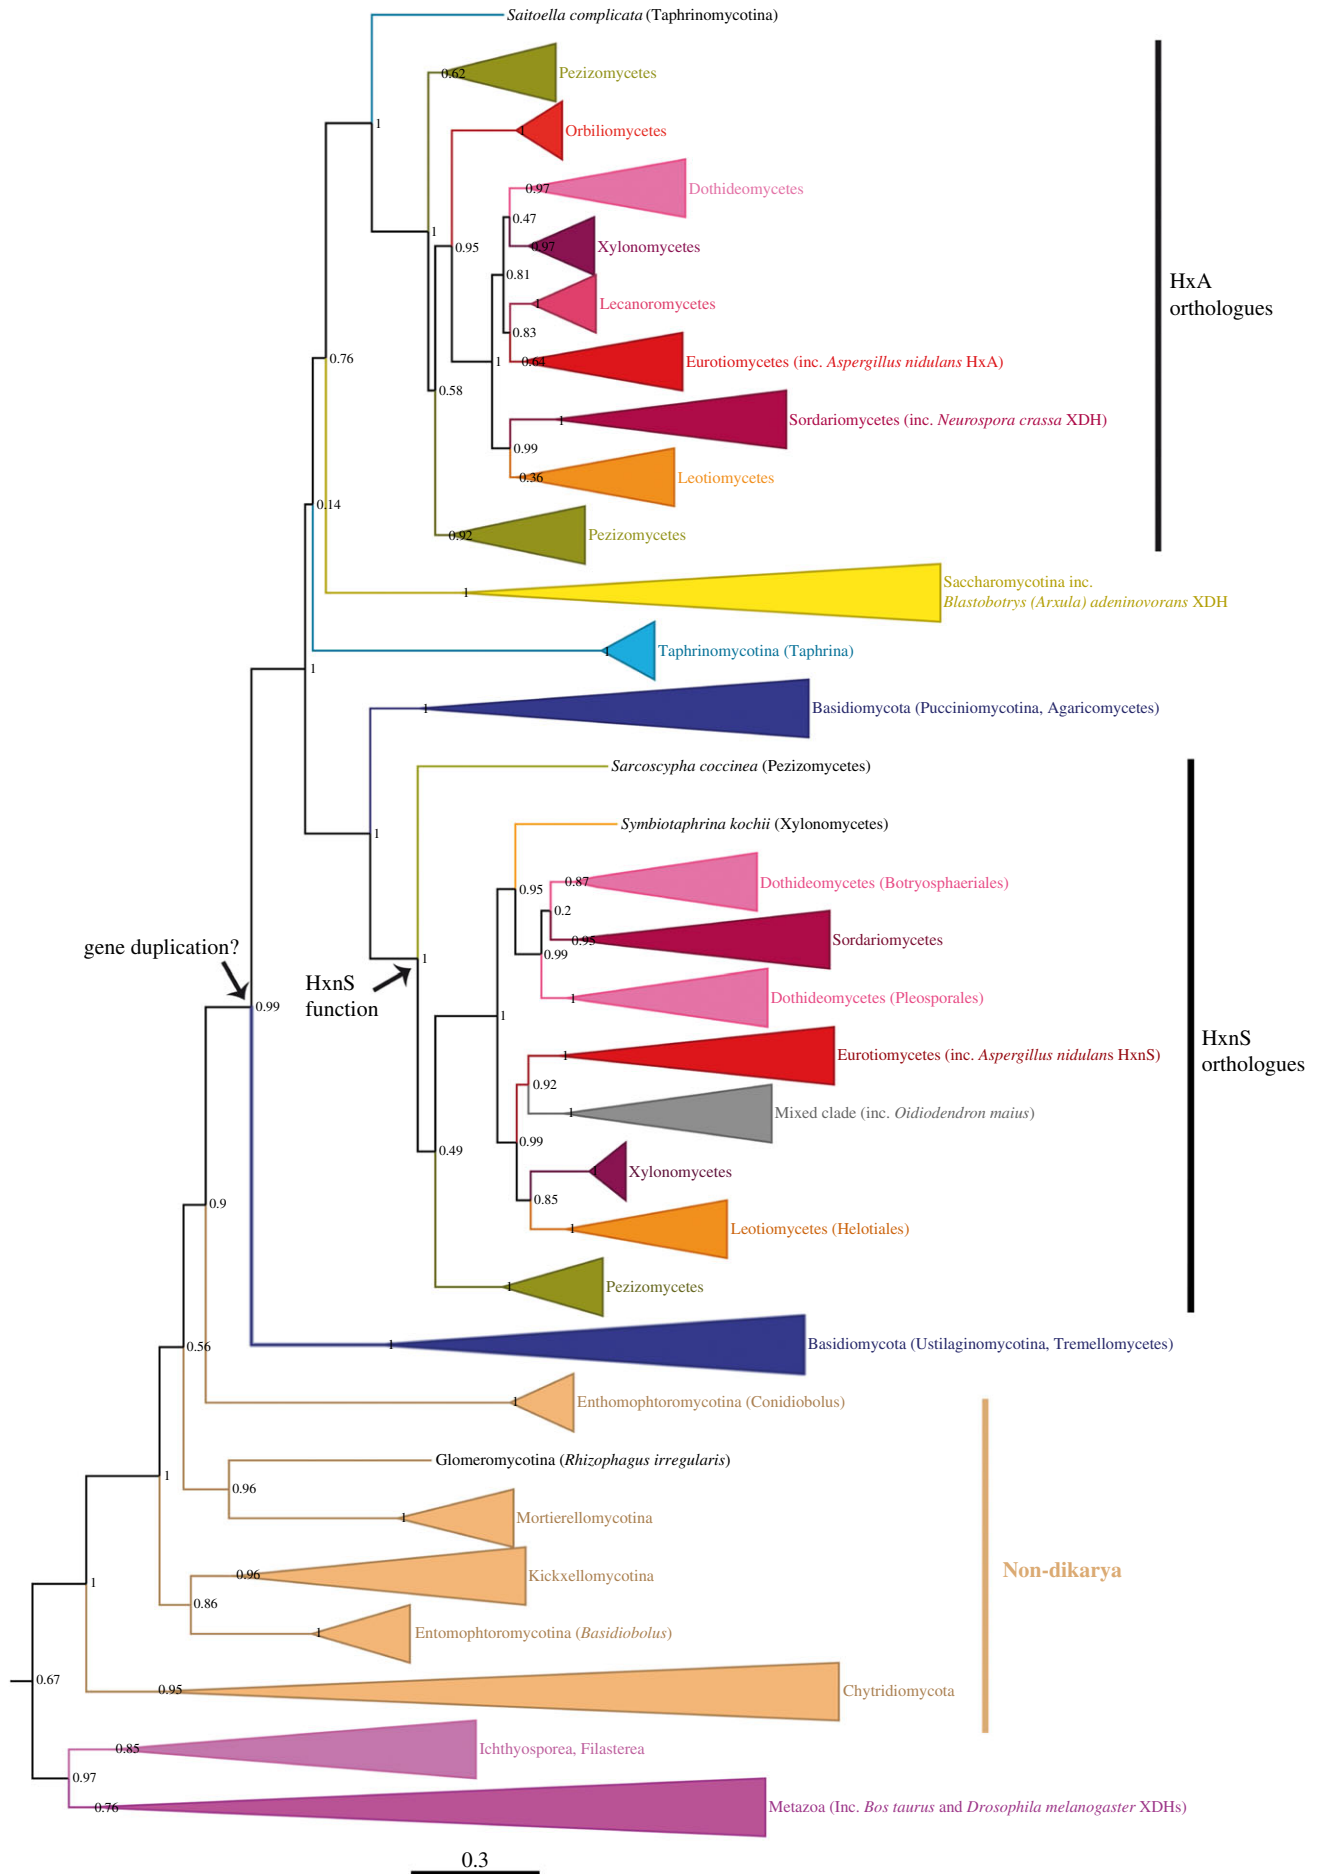 Saitoella complicata (Taphrinomycotina)
0.62
Pezizomycetes
1
Orbiliomycetes
1
0.97
Dothideomycetes
0.47
1
0.95
0.97
Xylonomycetes
0.81
HxA
orthologues
1
Lecanoromycetes
0.83
0.76
1
0.64
Eurotiomycetes (inc. Aspergillus nidulans HxA)
0.58
1
Sordariomycetes (inc. Neurospora crassa XDH)
0.99
0.36
Leotiomycetes
0.14
0.92
Pezizomycetes
1
Saccharomycotina inc.
Blastobotrys (Arxula) adeninovorans XDH
1
Taphrinomycotina (Taphrina)
1
1
Basidiomycota (Pucciniomycotina, Agaricomycetes)
Sarcoscypha coccinea (Pezizomycetes)
1
Symbiotaphrina kochii (Xylonomycetes)
0.95
0.87
Dothideomycetes (Botryosphaeriales)
0.2
0.95
Sordariomycetes
gene duplication?
0.99
1
HxnS
function
1
Dothideomycetes (Pleosporales)
0.99
1
HxnS
orthologues
1
Eurotiomycetes (inc. Aspergillus nidulans HxnS)
0.92
1
Mixed clade (inc. Oidiodendron maius)
0.99
0.49
1
Xylonomycetes
0.85
0.9
1
Leotiomycetes (Helotiales)
1
Pezizomycetes
0.56
1
Basidiomycota (Ustilaginomycotina, Tremellomycetes)
1
Enthomophtoromycotina (Conidiobolus)
Glomeromycotina (Rhizophagus irregularis)
1
0.96
1
Mortierellomycotina
0.96
Kickxellomycotina
Non-dikarya
1
0.86
1
Entomophtoromycotina (Basidiobolus)
0.67
0.95
Chytridiomycota
0.85
Ichthyosporea, Filasterea
0.97
0.76
Metazoa (Inc. Bos taurus and Drosophila melanogaster XDHs)
0.3